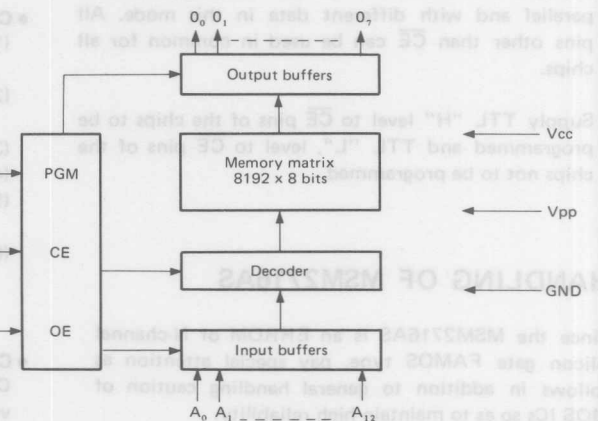 parallel and with different data in this mode. All
pins other than CE can be used in common for all
chips.
0₀ 0₁ 0₇
Output buffers
Supply TTL "H" level to CE pins of the chips to be
programmed and TTL "L" level to CE pins of the
chips not to be programmed.
Vcc
PGM
Memory matrix
8192 × 8 bits
Vpp
CE
Decoder
HANDLING OF MSM2716AS
GND
OE
Input buffers
Since the MSM2716AS is an EPROM of N-channel
silicon gate FAMOS type, pay special attention as
follows in addition to general handling caution of
MOS ICs so as to maintain high reliability.
A₀ A₁ A₁₂